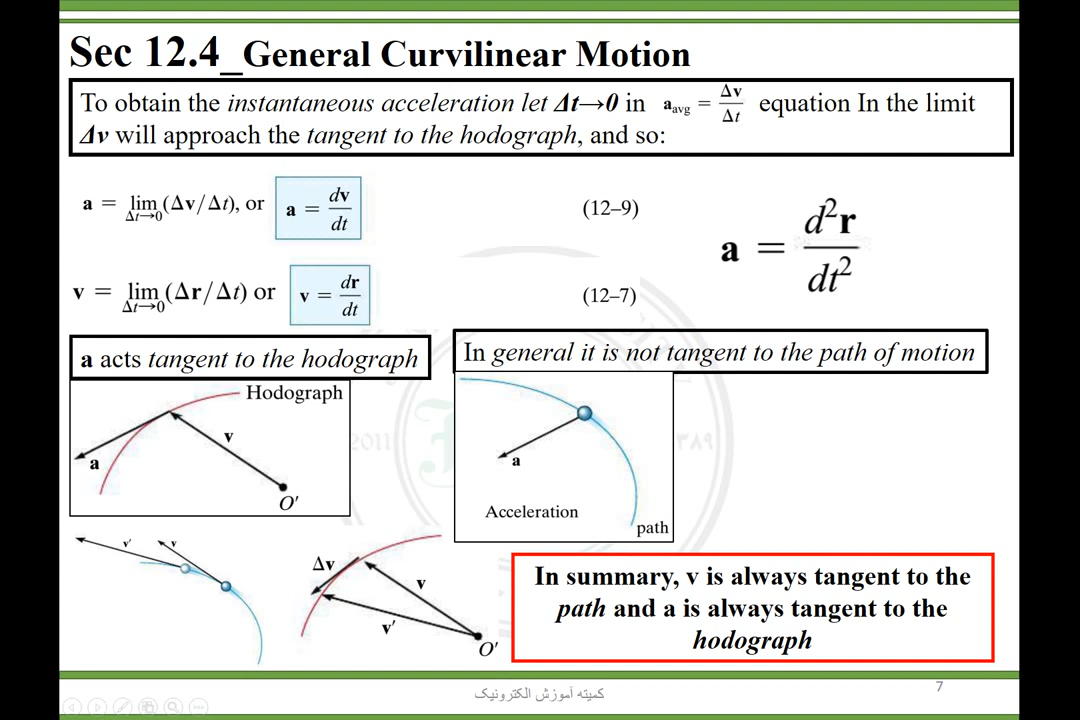 Sec 12.4_General Curvilinear Motion
To obtain the instantaneous acceleration let Δt→0 in a_avg = Δv/Δt equation In the limit
Δv will approach the tangent to the hodograph, and so:
a = lim Δt→0 (Δv/Δt), or a = dv/dt (12–9)
a = d²r/dt²
v = lim Δt→0 (Δr/Δt) or v = dr/dt (12–7)
a acts tangent to the hodograph
In general it is not tangent to the path of motion
Hodograph
v
a
O′
a
Acceleration
path
v′
v
Δv
v
v′
O′
In summary, v is always tangent to the
path and a is always tangent to the
hodograph
2011
١٣٨٩
کمیته آموزش الکترونیک
7